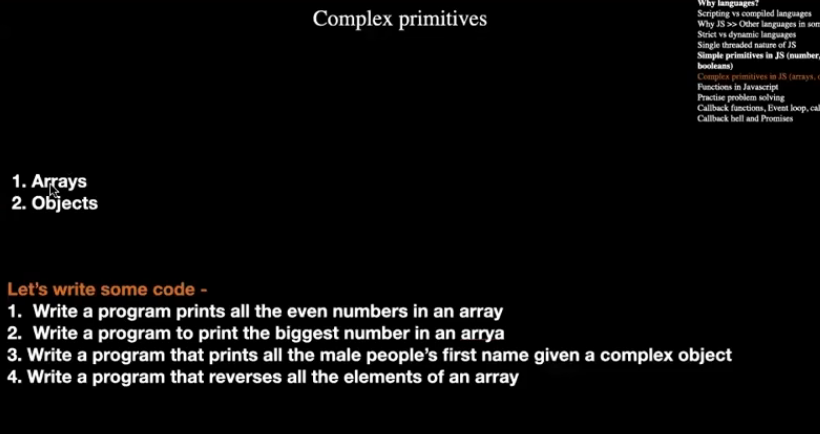 Complex primitives
Why languages?
Scripting vs compiled languages
Why JS >> Other languages in som
Strict vs dynamic languages
Single threaded nature of JS
Simple primitives in JS (number,
booleans)
Complex primitives in JS (arrays,
Functions in Javascript
Practise problem solving
Callback functions, Event loop, cal
Callback hell and Promises
1. Arrays
2. Objects
Let's write some code -
1. Write a program prints all the even numbers in an array
2. Write a program to print the biggest number in an arrya
3. Write a program that prints all the male people's first name given a complex object
4. Write a program that reverses all the elements of an array